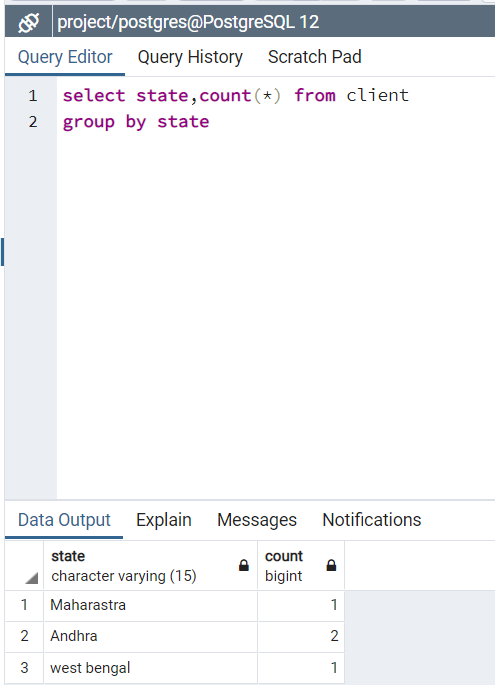 project/postgres@PostgreSQL 12
Query Editor Query History Scratch Pad
1 select state,count(*) from client
2 group by state
Data Output Explain Messages Notifications
state count
character varying (15) bigint
1 Maharastra 1
2 Andhra 2
3 west bengal 1